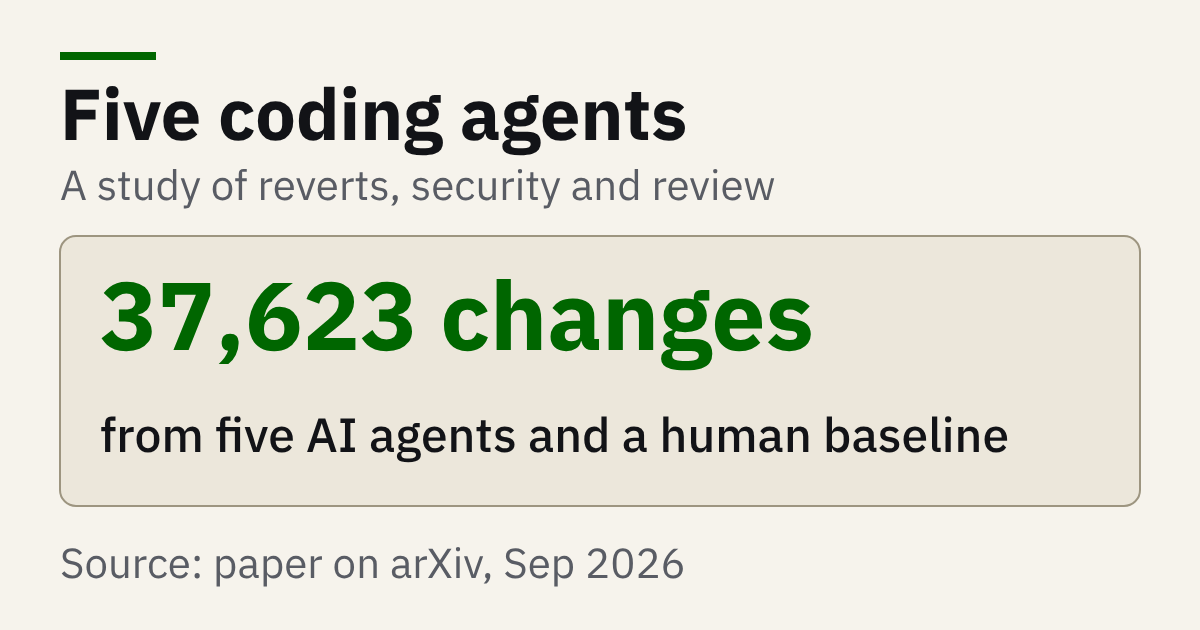 Five coding agents
A study of reverts, security and review
37,623 changes
from five AI agents and a human baseline
Source: paper on arXiv, Sep 2026